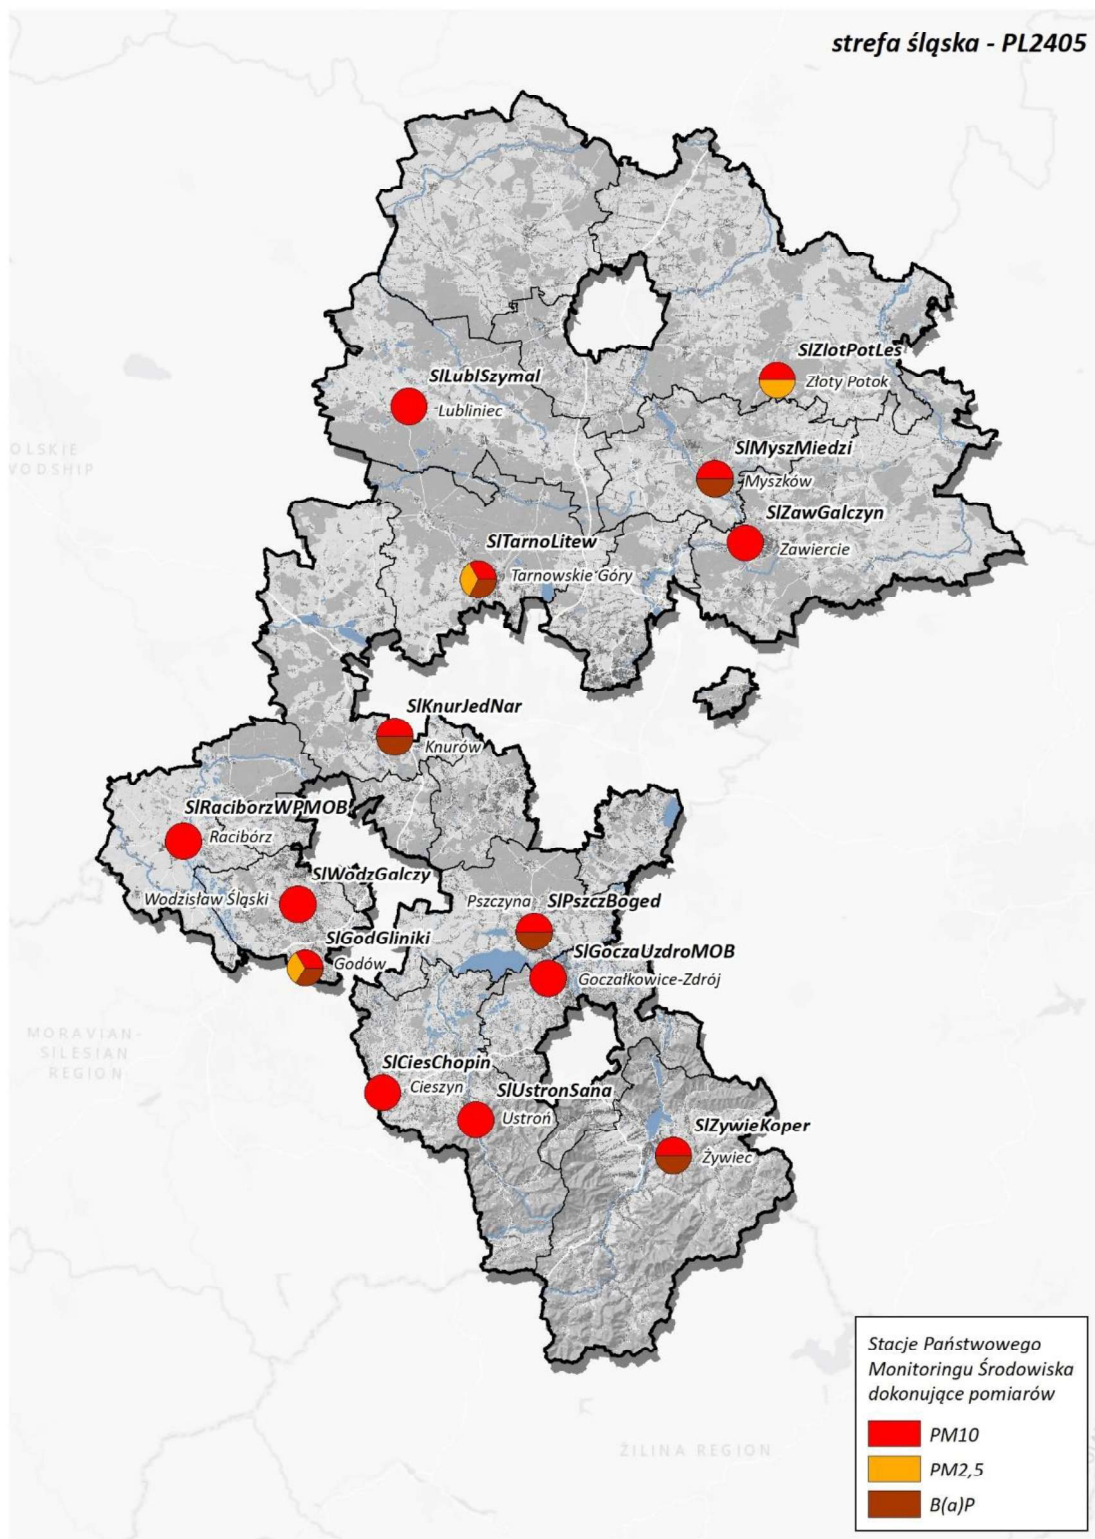 strefa śląska - PL2405
SlZlotPotLes
Złoty Potok
SlLublSzymal
Lubliniec
SlMyszMiedzi
Myszków
OLSKIE
WODSHIP
SlZawGalczyn
Zawiercie
SlTarnoLitew
Tarnowskie Góry
SlKnurJedNar
Knurów
SlRaciborzWPMOB
Racibórz
SlWodzGalczy
Wodzisław Śląski
Pszczyna
SlPszczBoged
SlGodGliniki
Godów
SlGoczaUzdroMOB
Goczałkowice-Zdrój
MORAVIAN-
SILESIAN
REGION
SlCiesChopin
Cieszyn
SlUstronSana
Ustroń
SlZywieKoper
Żywiec
Stacje Państwowego
Monitoringu Środowiska
dokonujące pomiarów
PM10
PM2,5
B(a)P
ŽILINA REGION